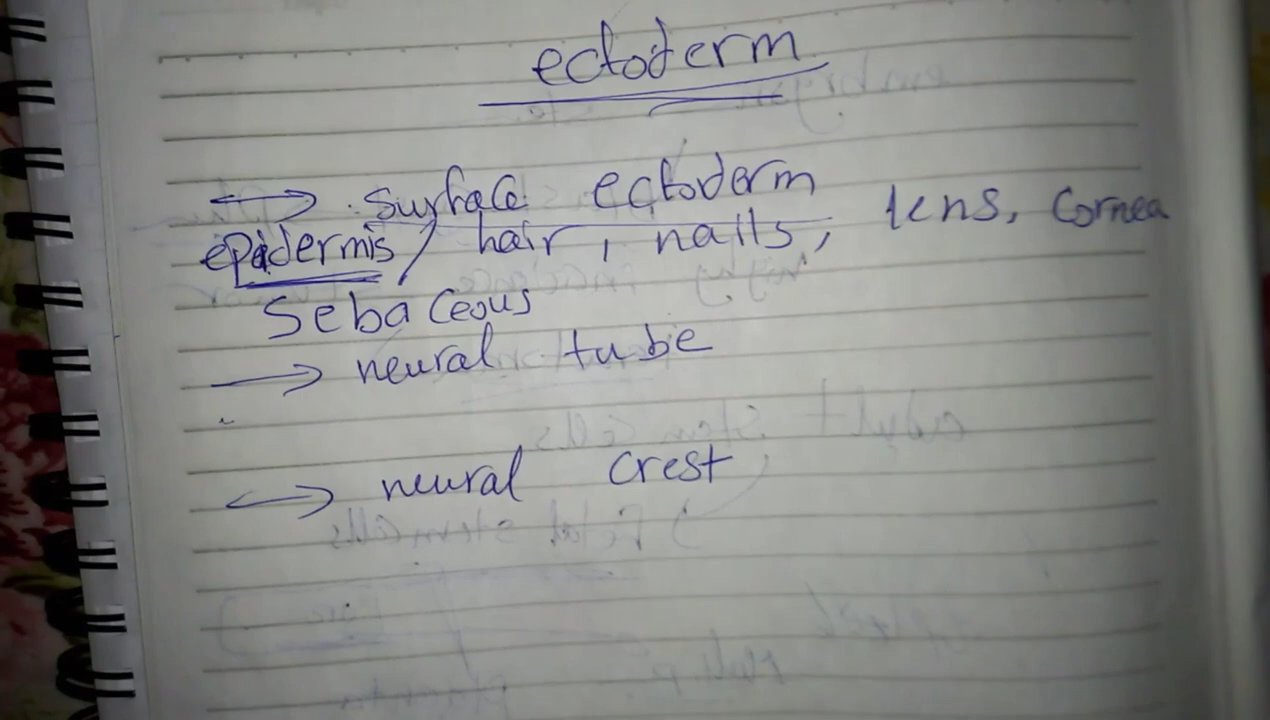 ectoderm
→ surface ectoderm
epidermis, hair, nails, lens, Cornea
Sebaceous
→ neural tube
→ neural crest